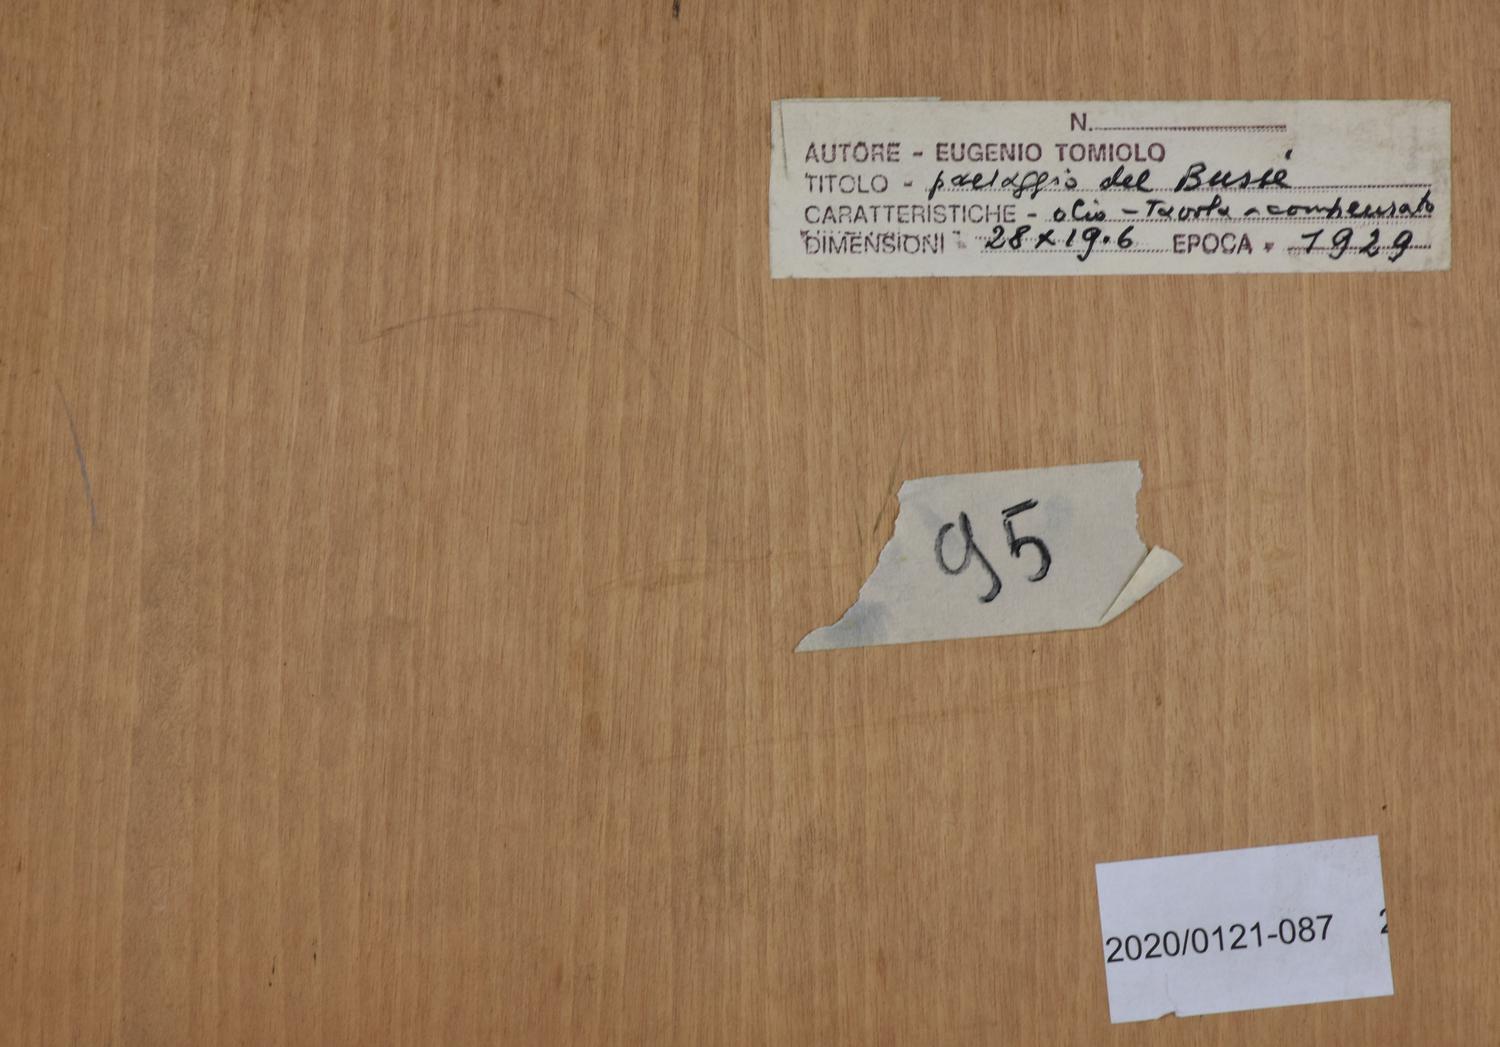 N.
AUTORE - EUGENIO TOMIOLO
TITOLO - paesaggio del Busié
CARATTERISTICHE - olio - Tavola - compensato
DIMENSIONI - 28 x 19.6 EPOCA - 1929
95
2020/0121-087